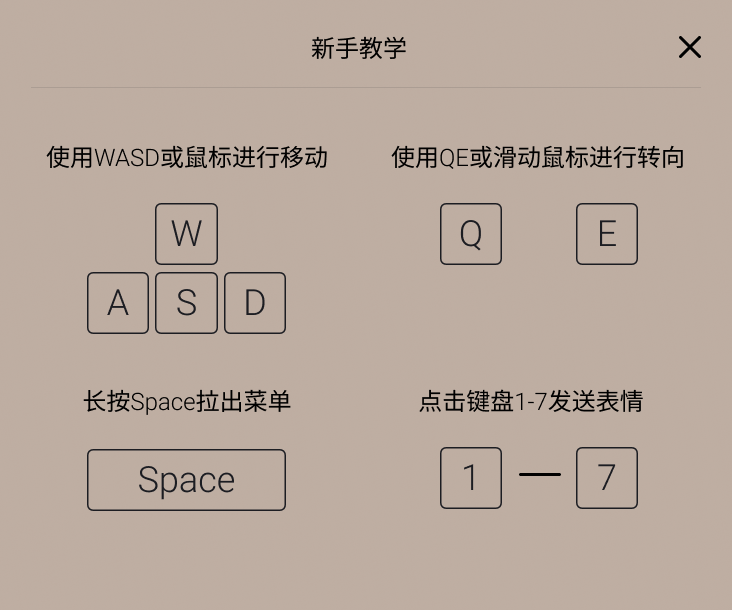 新手教学
使用WASD或鼠标进行移动
使用QE或滑动鼠标进行转向
W
Q E
A S D
长按Space拉出菜单
点击键盘1-7发送表情
Space
1 — 7